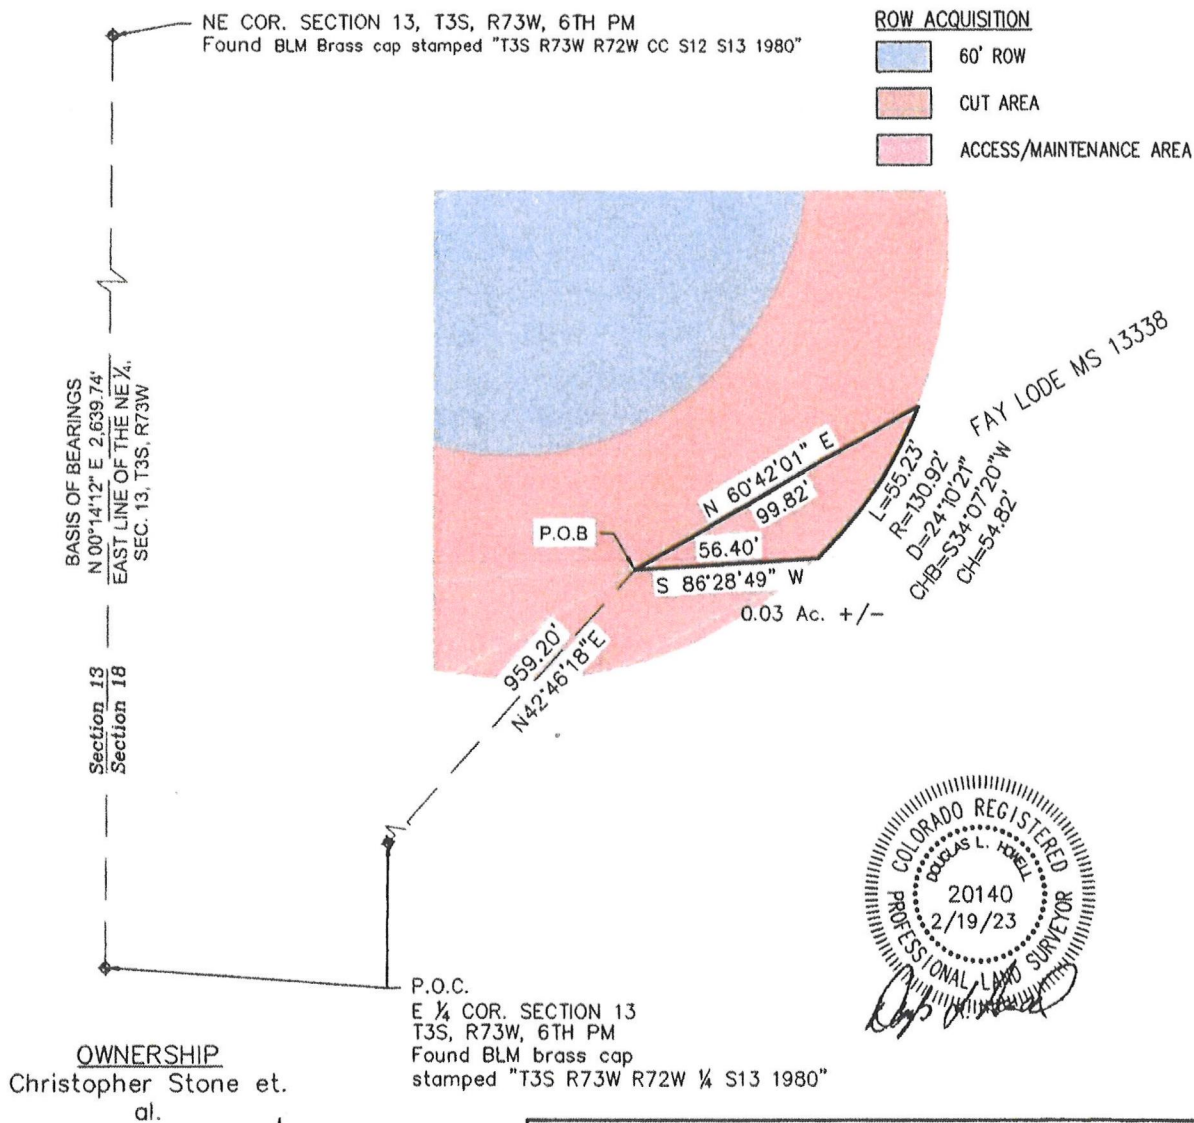 NE COR. SECTION 13, T3S, R73W, 6TH PM
Found BLM Brass cap stamped "T3S R73W R72W CC S12 S13 1980"
ROW ACQUISITION
60' ROW
CUT AREA
ACCESS/MAINTENANCE AREA
BASIS OF BEARINGS
N 00°14'12" E 2,639.74'
EAST LINE OF THE NE ¼,
SEC. 13, T3S, R73W
Section 13
Section 18
FAY LODE MS 13338
N 60°42'01" E
99.82'
L=55.23'
R=130.92'
D=24°10'21"
CHB=S34°07'20"W
CH=54.82'
P.O.B
56.40'
S 86°28'49" W
0.03 Ac. +/-
959.20'
N42°46'18"E
COLORADO REGISTERED
DOUGLAS L. HOWELL
20140
2/19/23
PROFESSIONAL LAND SURVEYOR
P.O.C.
E ¼ COR. SECTION 13
T3S, R73W, 6TH PM
Found BLM brass cap
stamped "T3S R73W R72W ¼ S13 1980"
OWNERSHIP
Christopher Stone et.
al.